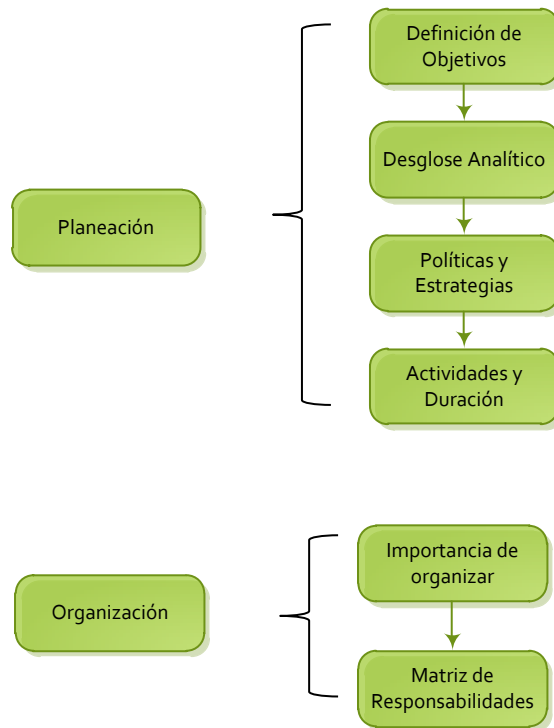 Planeación
Definición de
Objetivos
Desglose Analítico
Políticas y
Estrategias
Actividades y
Duración
Organización
Importancia de
organizar
Matriz de
Responsabilidades